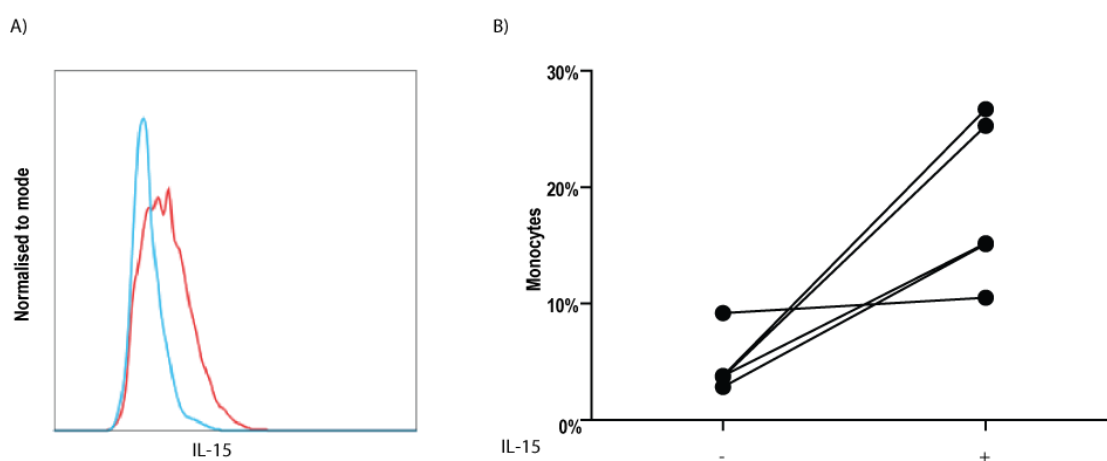 A)
Normalised to mode
IL-15
B)
30%
20%
10%
0%
Monocytes
IL-15
-
+